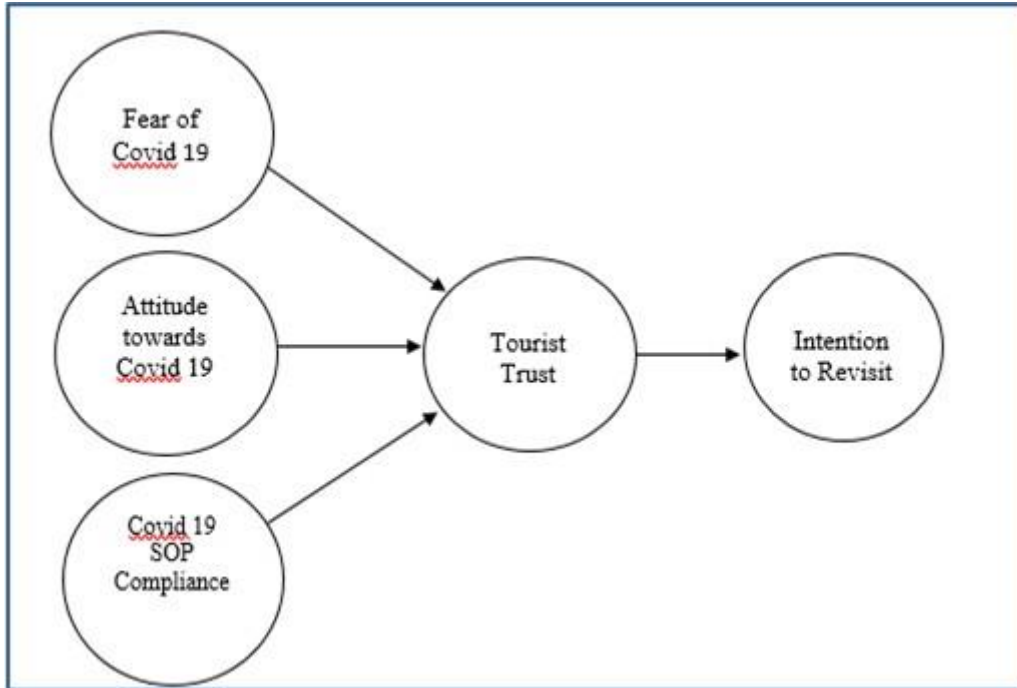 Fear of
Covid 19
Attitude
towards
Covid 19
Covid 19
SOP
Compliance
Tourist
Trust
Intention
to Revisit